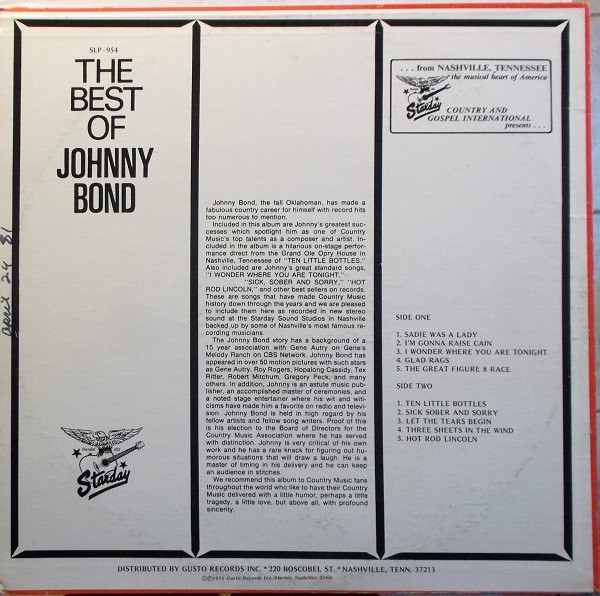 SLP-954
THE
BEST
OF
JOHNNY
BOND
april 24 81
Johnny Bond, the tall Oklahoman, has made a
fabulous country career for himself with record hits
too numerous to mention.
Included in this album are Johnny's greatest suc-
cesses which spotlight him as one of Country
Music's top talents as a composer and artist. In-
cluded in the album is a hilarious on-stage perfor-
mance direct from the Grand Ole Opry House in
Nashville, Tennessee of "TEN LITTLE BOTTLES."
Also included are Johnny's great standard songs,
"I WONDER WHERE YOU ARE TONIGHT,"
"SICK, SOBER AND SORRY," "HOT
ROD LINCOLN," and other best sellers on records.
These are songs that have made Country Music
history down through the years and we are pleased
to include them here as recorded in new stereo
sound at the Starday Sound Studios in Nashville
backed up by some of Nashville's most famous re-
cording musicians.
The Johnny Bond story has a background of a
15 year association with Gene Autry on Gene's
Melody Ranch on CBS Network. Johnny Bond has
appeared in over 50 motion pictures with such stars
as Gene Autry, Roy Rogers, Hopalong Cassidy, Tex
Ritter, Robert Mitchum, Gregory Peck, and many
others. In addition, Johnny is an astute music pub-
lisher, an accomplished master of ceremonies, and
a noted stage entertainer where his wit and witi-
cisms have made him a favorite on radio and televi-
sion. Johnny Bond is held in high regard by his
fellow artists and fellow song writers. Proof of this
is his election to the Board of Directors for the
Country Music Association where he has served
with distinction. Johnny is very critical of his own
work and he has a rare knack for figuring out hu-
morous situations that will draw a laugh. He is a
master of timing in his delivery and he can keep
an audience in stitches.
We recommend this album to Country Music fans
throughout the world who like to have their Country
Music delivered with a little humor, perhaps a little
tragedy, a little love, but above all, with profound
sincerity.
. . . from NASHVILLE, TENNESSEE
the musical heart of America
Starday
COUNTRY AND
GOSPEL INTERNATIONAL
presents . . .
SIDE ONE
1. SADIE WAS A LADY
2. I'M GONNA RAISE CAIN
3. I WONDER WHERE YOU ARE TONIGHT
4. GLAD RAGS
5. THE GREAT FIGURE 8 RACE
SIDE TWO
1. TEN LITTLE BOTTLES
2. SICK SOBER AND SORRY
3. LET THE TEARS BEGIN
4. THREE SHEETS IN THE WIND
5. HOT ROD LINCOLN
Starday
DISTRIBUTED BY GUSTO RECORDS INC. * 220 BOSCOBEL ST. * NASHVILLE, TENN. 37213
Gusto Records Inc.